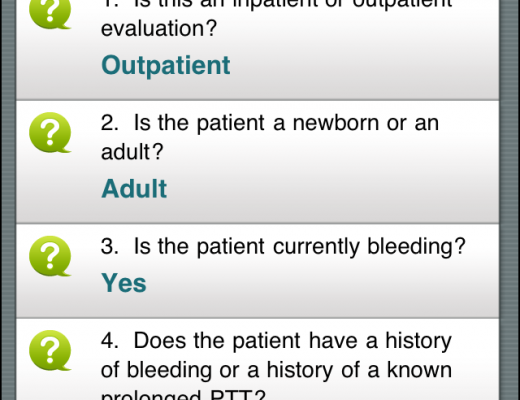 1. Is this an inpatient or outpatient
evaluation?
Outpatient
2. Is the patient a newborn or an
adult?
Adult
3. Is the patient currently bleeding?
Yes
4. Does the patient have a history
of bleeding or a history of a known
prolonged PTT?